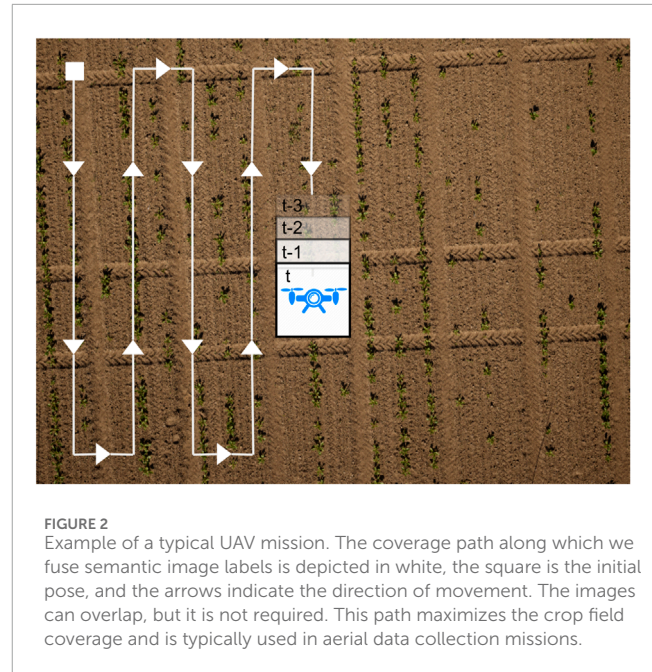 t-3
t-2
t-1
t
FIGURE 2
Example of a typical UAV mission. The coverage path along which we
fuse semantic image labels is depicted in white, the square is the initial
pose, and the arrows indicate the direction of movement. The images
can overlap, but it is not required. This path maximizes the crop field
coverage and is typically used in aerial data collection missions.